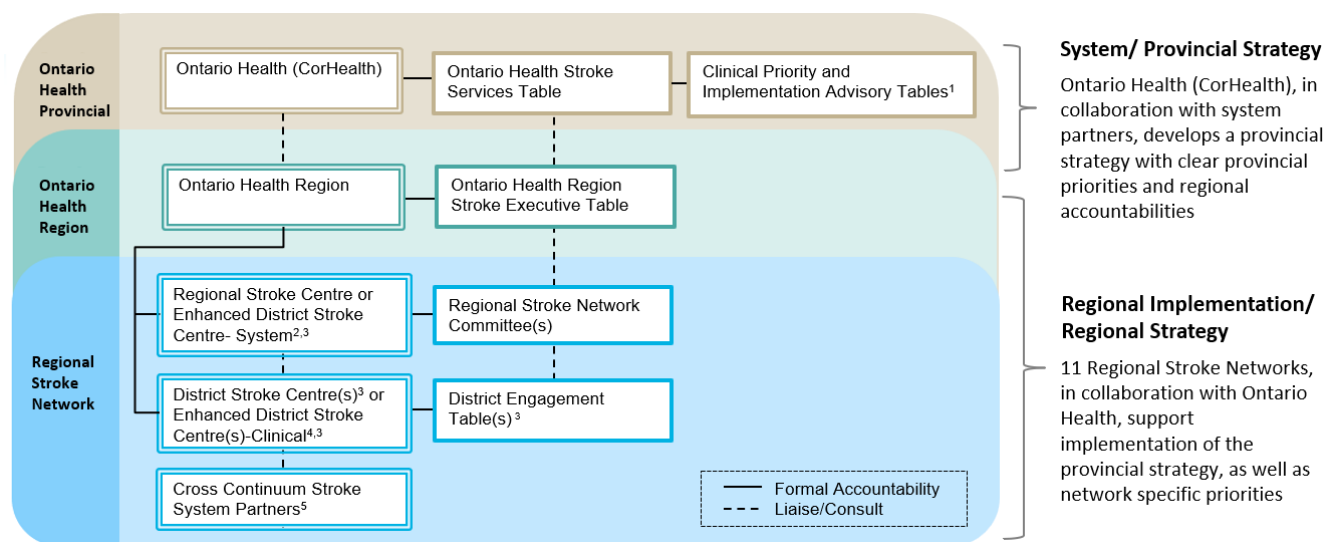 Ontario
Health
Provincial
Ontario Health (CorHealth)
Ontario Health Stroke
Services Table
Clinical Priority and
Implementation Advisory Tables¹
Ontario
Health
Region
Ontario Health Region
Ontario Health Region
Stroke Executive Table
Regional
Stroke
Network
Regional Stroke Centre or
Enhanced District Stroke
Centre- System²,³
Regional Stroke Network
Committee(s)
District Stroke Centre(s)³ or
Enhanced District Stroke
Centre(s)-Clinical⁴,³
District Engagement
Table(s) ³
Cross Continuum Stroke
System Partners⁵
Formal Accountability
Liaise/Consult
System/ Provincial Strategy
Ontario Health (CorHealth), in
collaboration with system
partners, develops a provincial
strategy with clear provincial
priorities and regional
accountabilities
Regional Implementation/
Regional Strategy
11 Regional Stroke Networks,
in collaboration with Ontario
Health, support
implementation of the
provincial strategy, as well as
network specific priorities